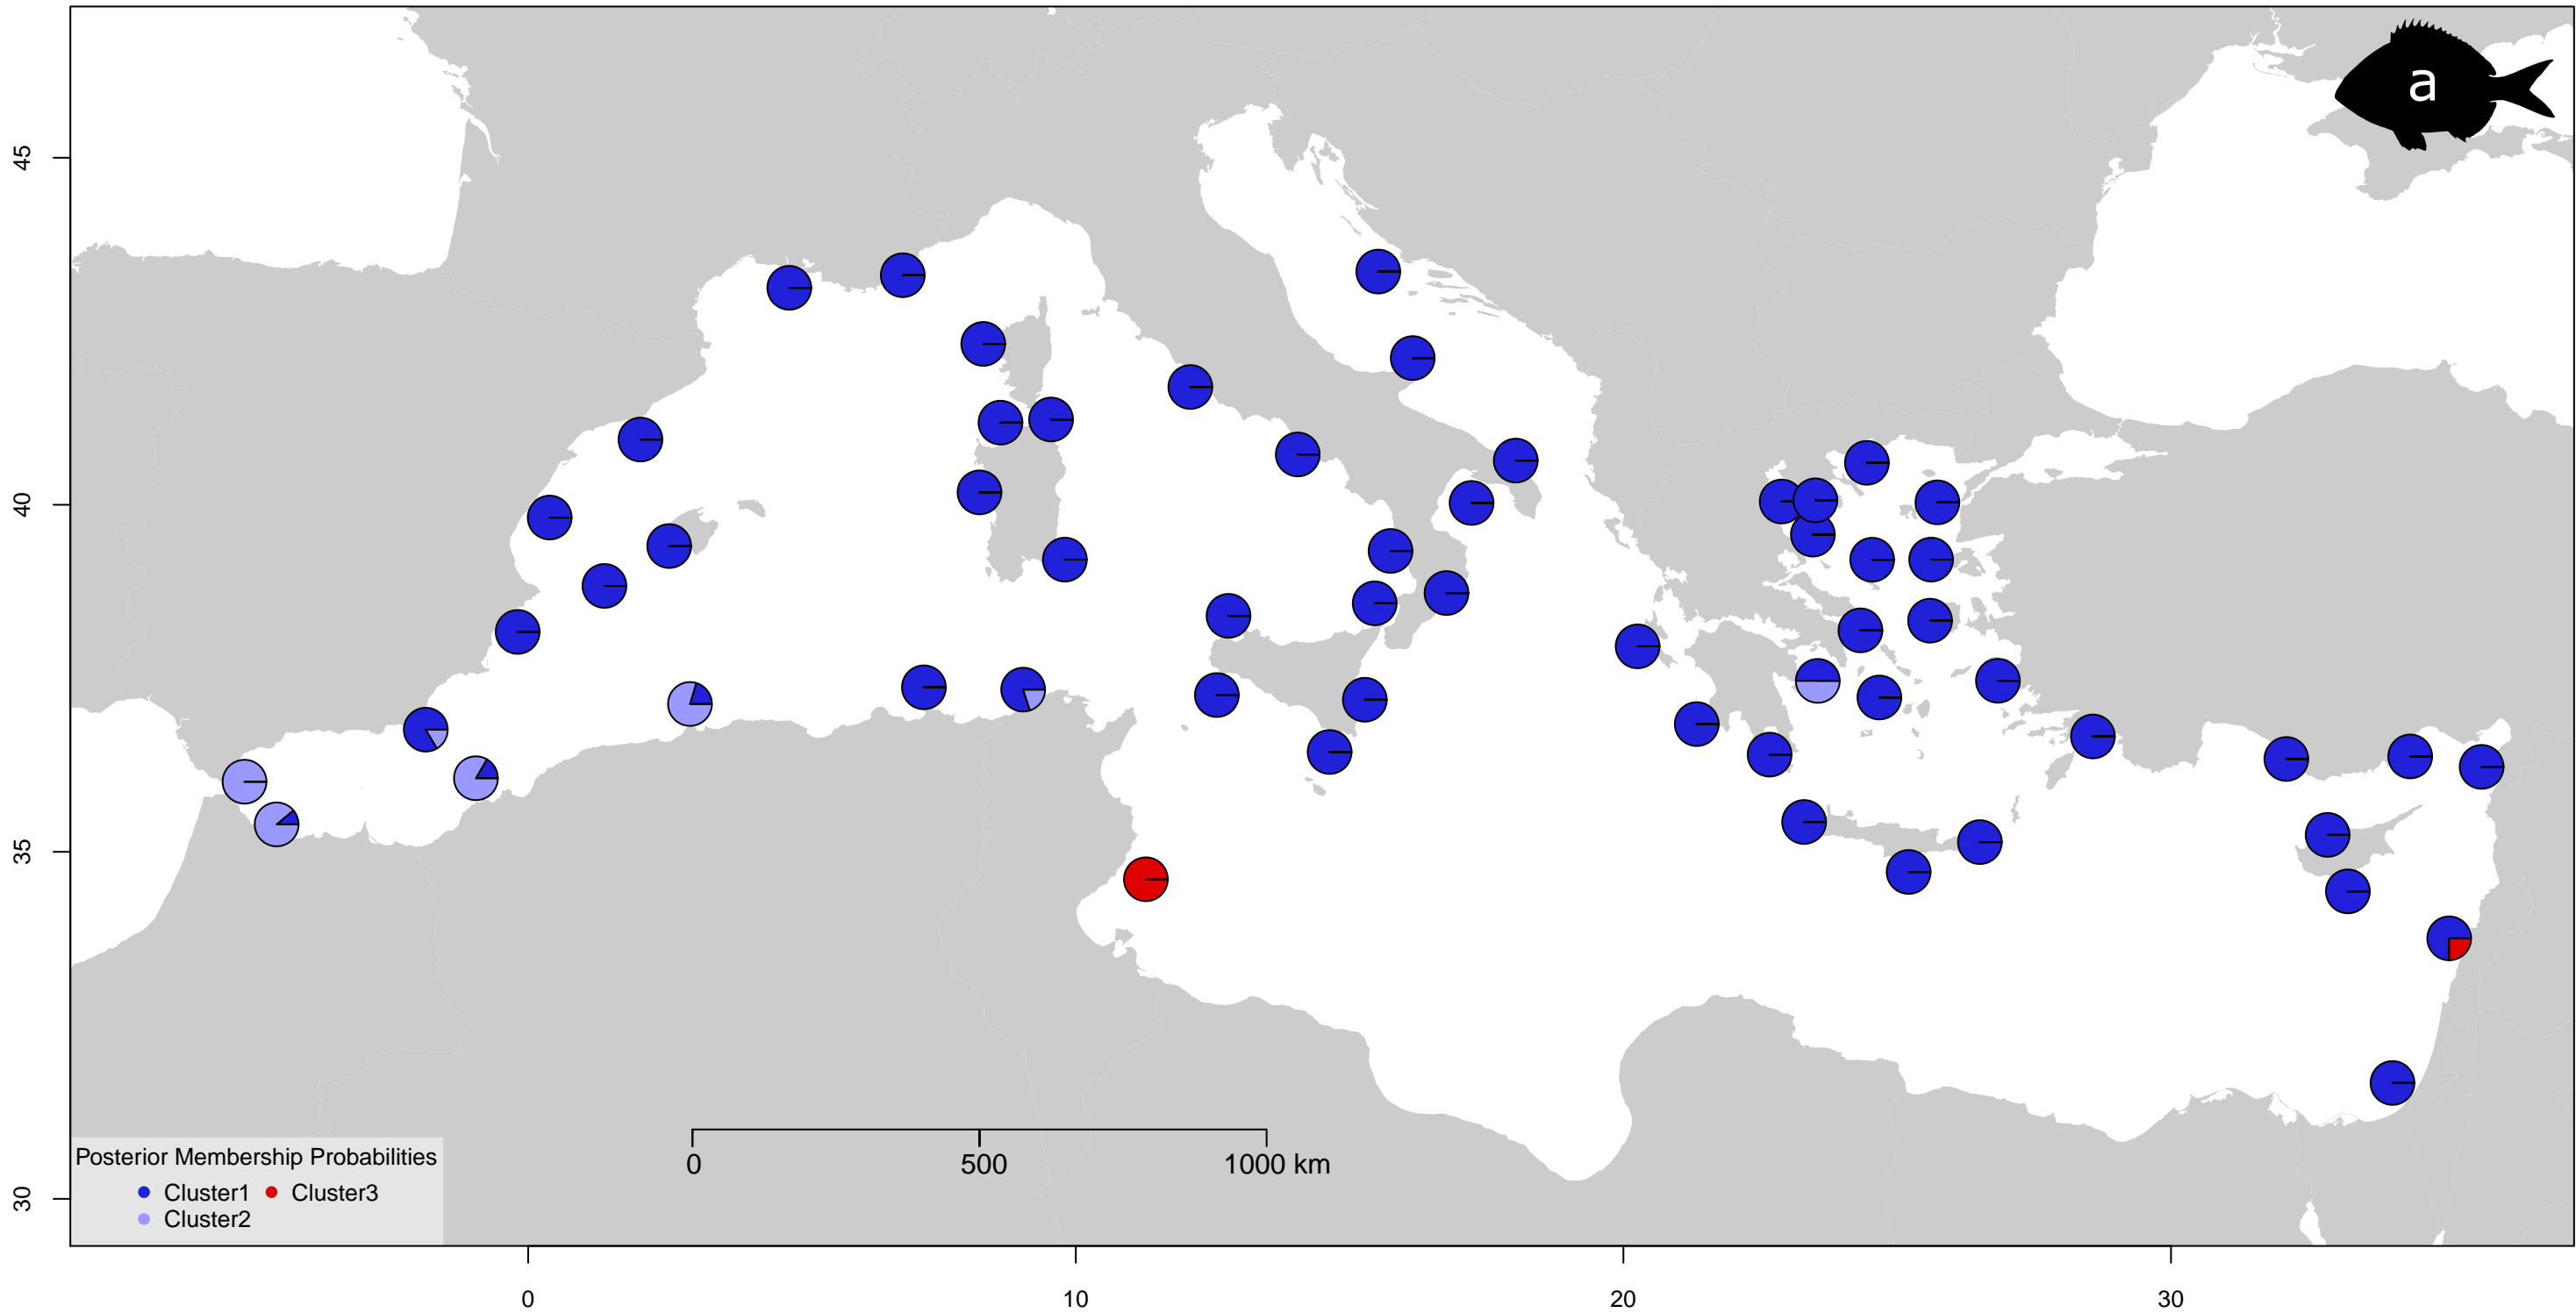 a
45
40
35
30
0 500 1000 km
Posterior Membership Probabilities
Cluster1 Cluster3
Cluster2
0 10 20 30